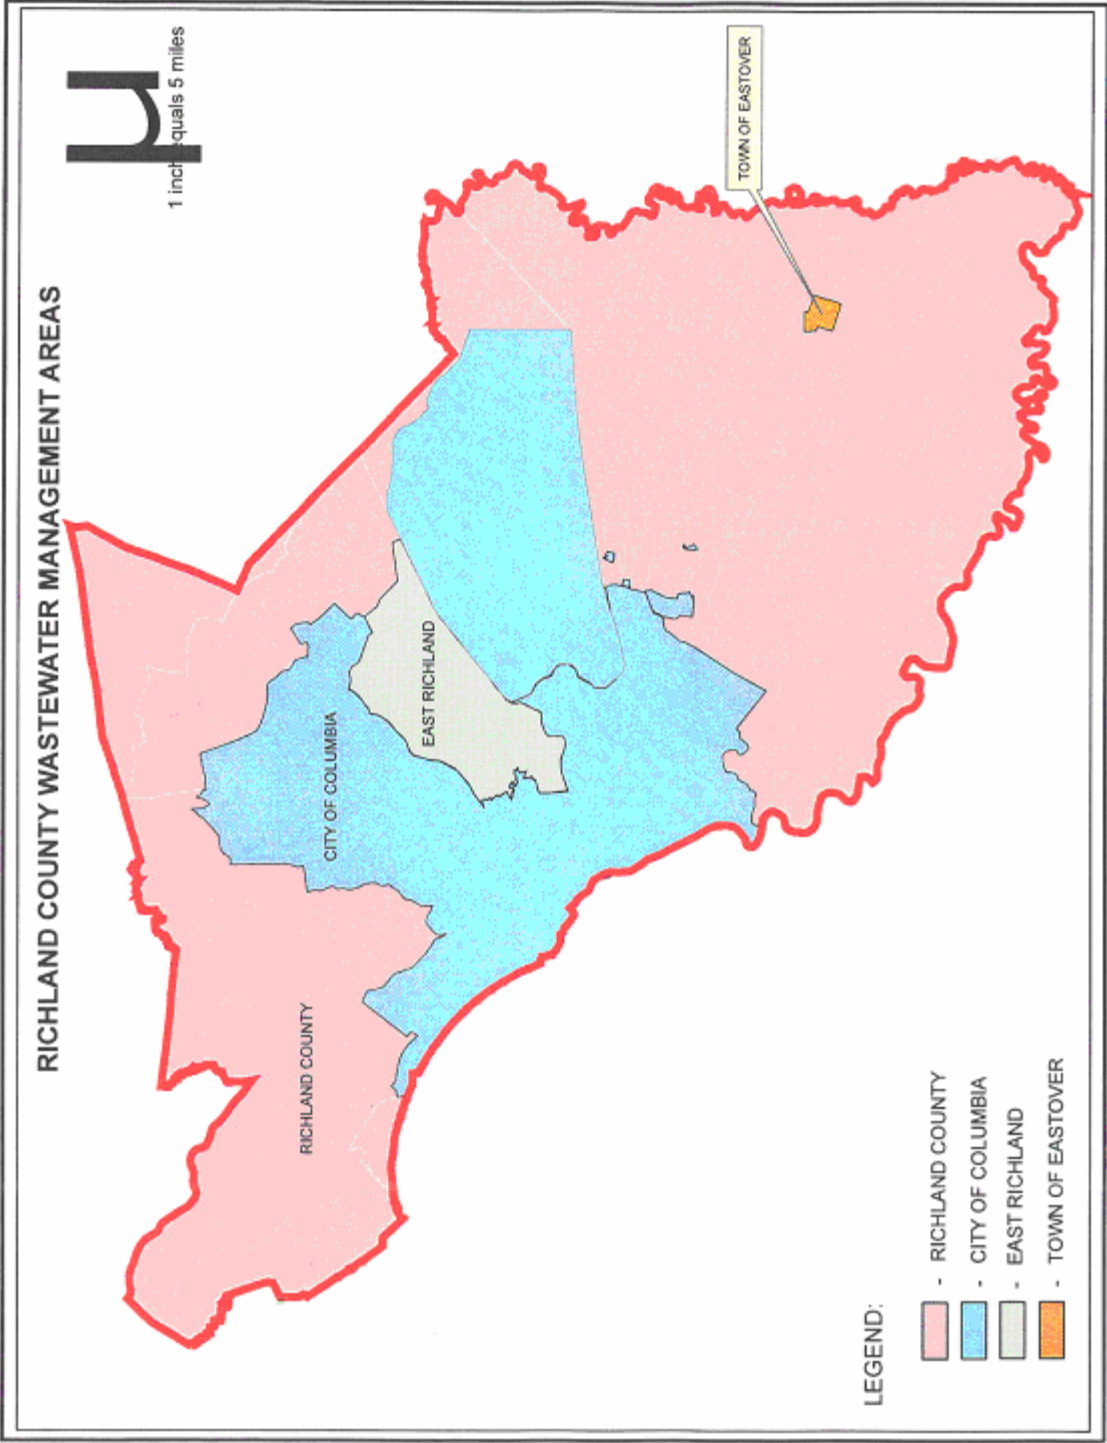 RICHLAND COUNTY WASTEWATER MANAGEMENT AREAS
µ
1 inch equals 5 miles
TOWN OF EASTOVER
EAST RICHLAND
CITY OF COLUMBIA
RICHLAND COUNTY
LEGEND:
- RICHLAND COUNTY
- CITY OF COLUMBIA
- EAST RICHLAND
- TOWN OF EASTOVER